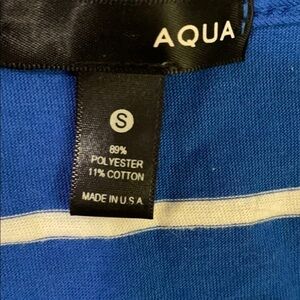 AQUA
S
89%
POLYESTER
11% COTTON
MADE IN U.S.A.